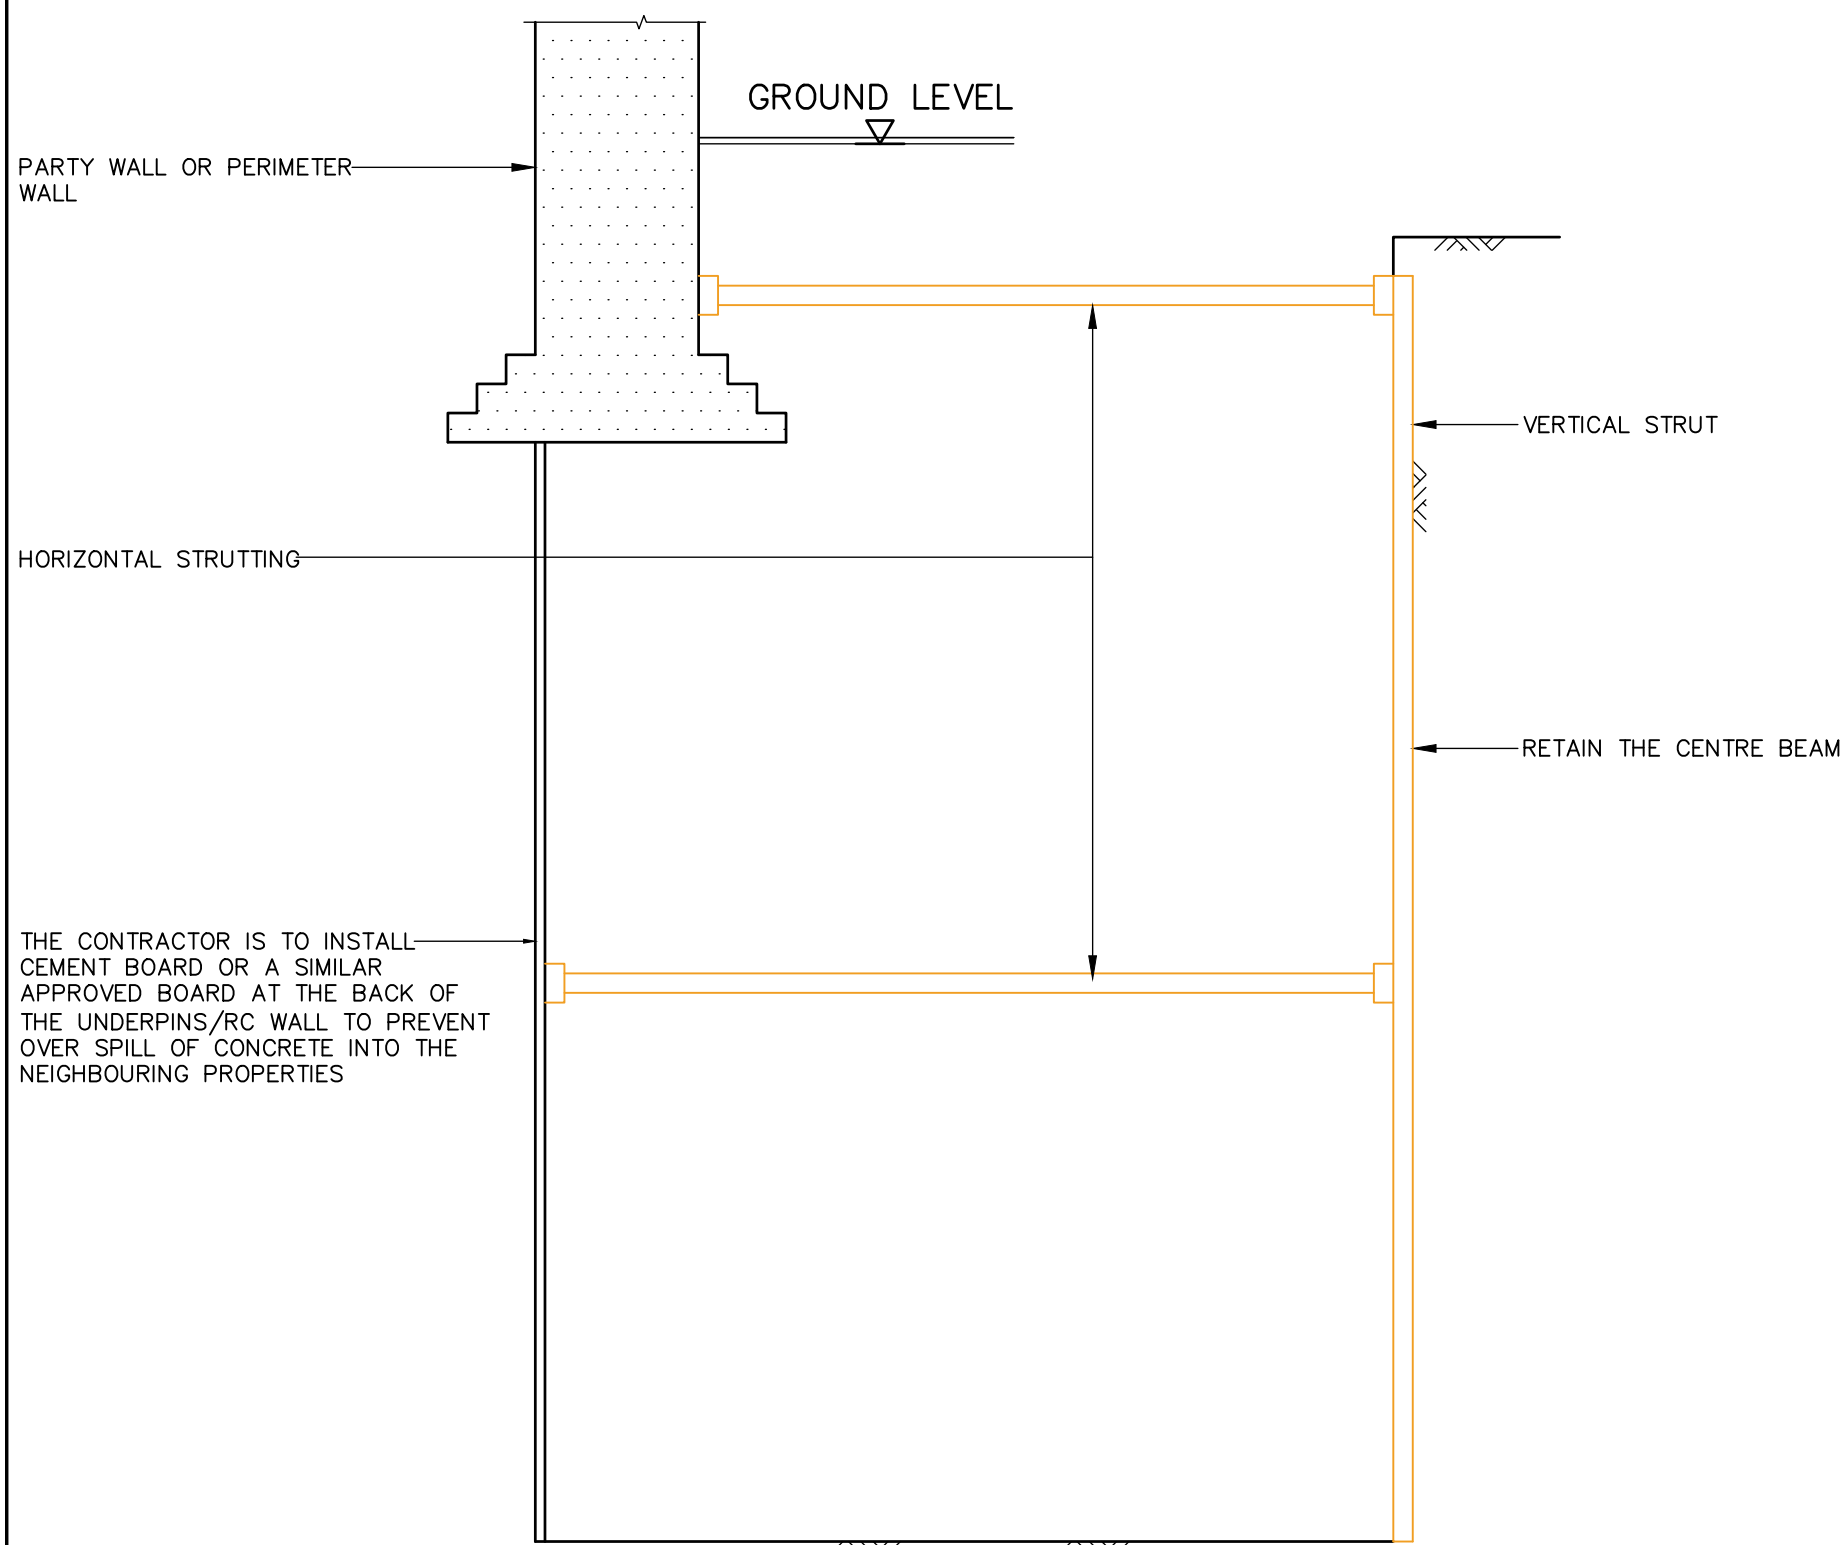 GROUND LEVEL
PARTY WALL OR PERIMETER
WALL
VERTICAL STRUT
HORIZONTAL STRUTTING
RETAIN THE CENTRE BEAM
THE CONTRACTOR IS TO INSTALL
CEMENT BOARD OR A SIMILAR
APPROVED BOARD AT THE BACK OF
THE UNDERPINS/RC WALL TO PREVENT
OVER SPILL OF CONCRETE INTO THE
NEIGHBOURING PROPERTIES